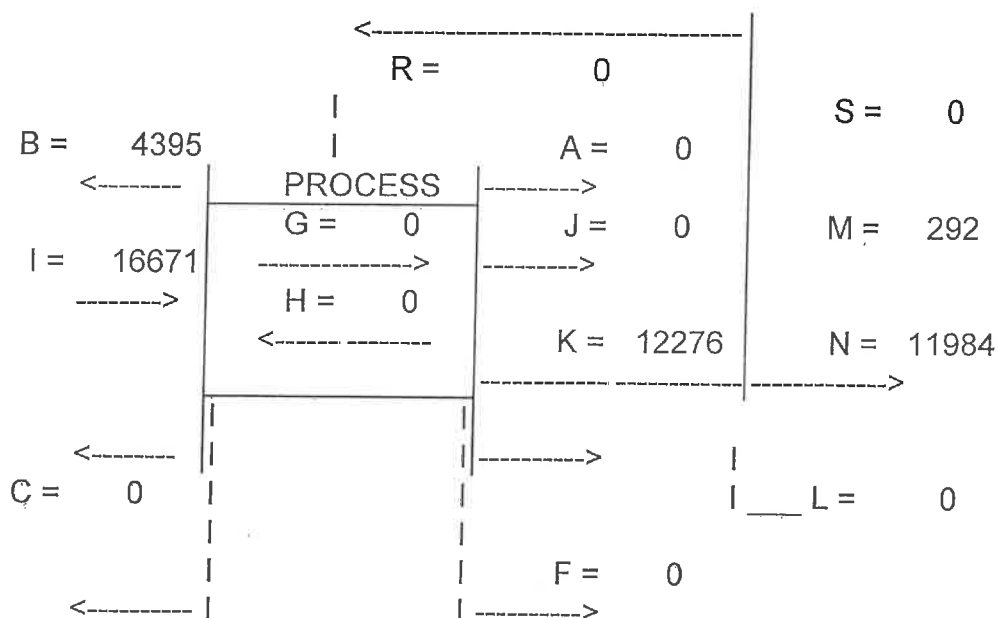 R = 0
S = 0
B = 4395 A = 0
PROCESS
G = 0 J = 0 M = 292
I = 16671
H = 0
K = 12276 N = 11984
C = 0 L = 0
F = 0